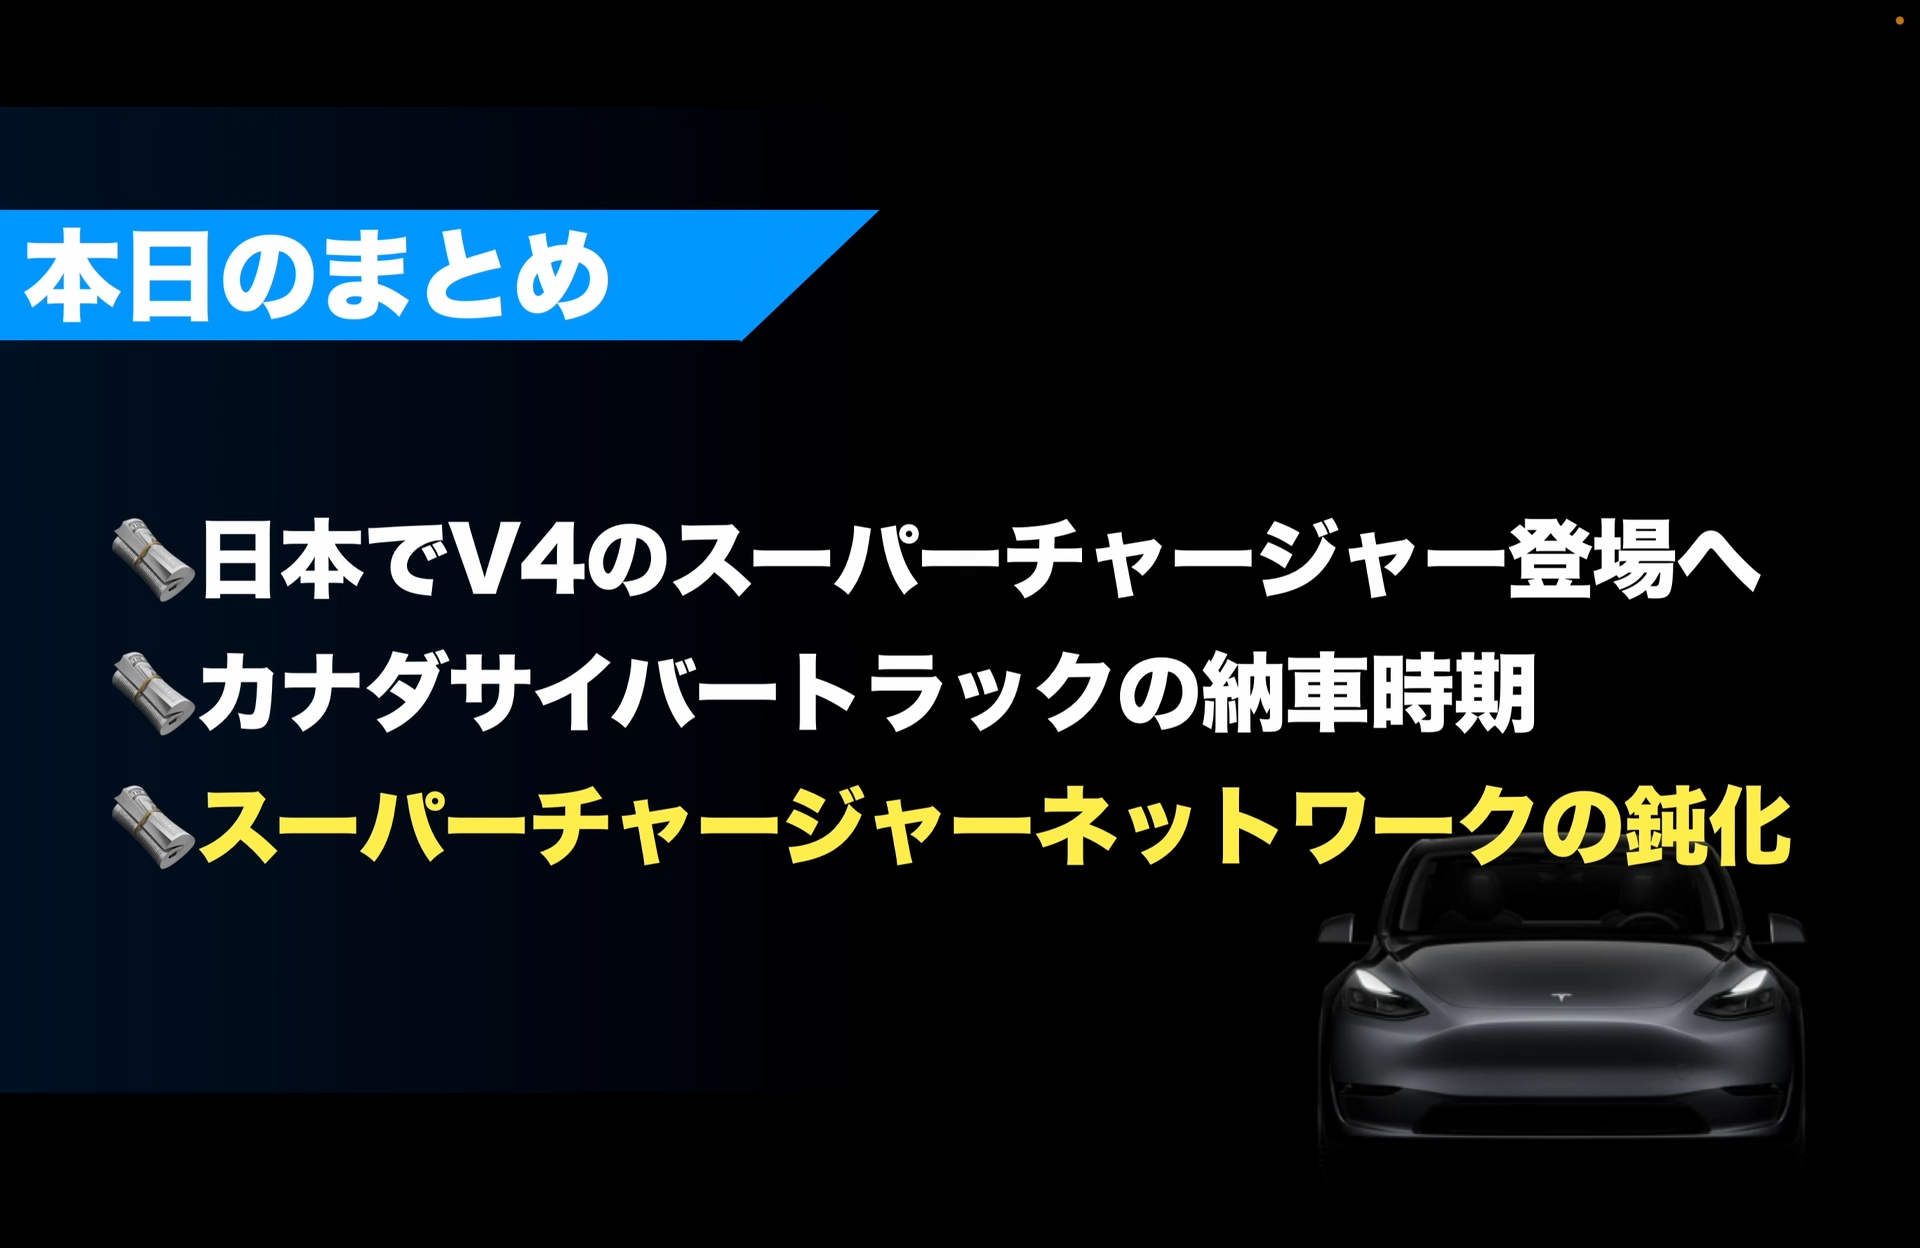 本日のまとめ
日本でV4のスーパーチャージャー登場へ
カナダサイバートラックの納車時期
スーパーチャージャーネットワークの鈍化